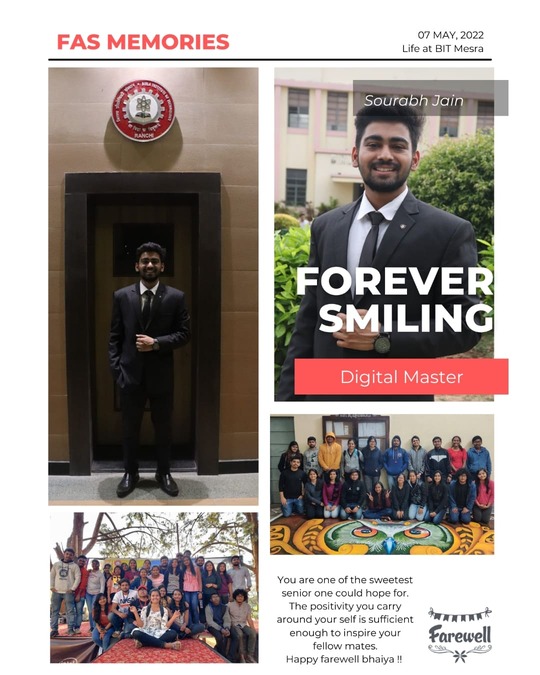 FAS MEMORIES
07 MAY, 2022
Life at BIT Mesra
RANCHI
Sourabh Jain
FOREVER
SMILING
Digital Master
You are one of the sweetest
senior one could hope for.
The positivity you carry
around your self is sufficient
enough to inspire your
fellow mates.
Happy farewell bhaiya !!
Farewell